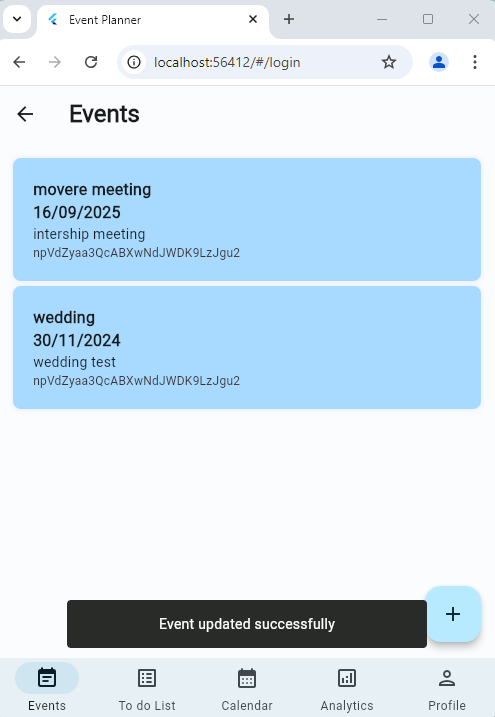 Event Planner
localhost:56412/#/login
Events
movere meeting
16/09/2025
intership meeting
npVdZyaa3QcABXwNdJWDK9LzJgu2
wedding
30/11/2024
wedding test
npVdZyaa3QcABXwNdJWDK9LzJgu2
Event updated successfully
Events
To do List
Calendar
Analytics
Profile